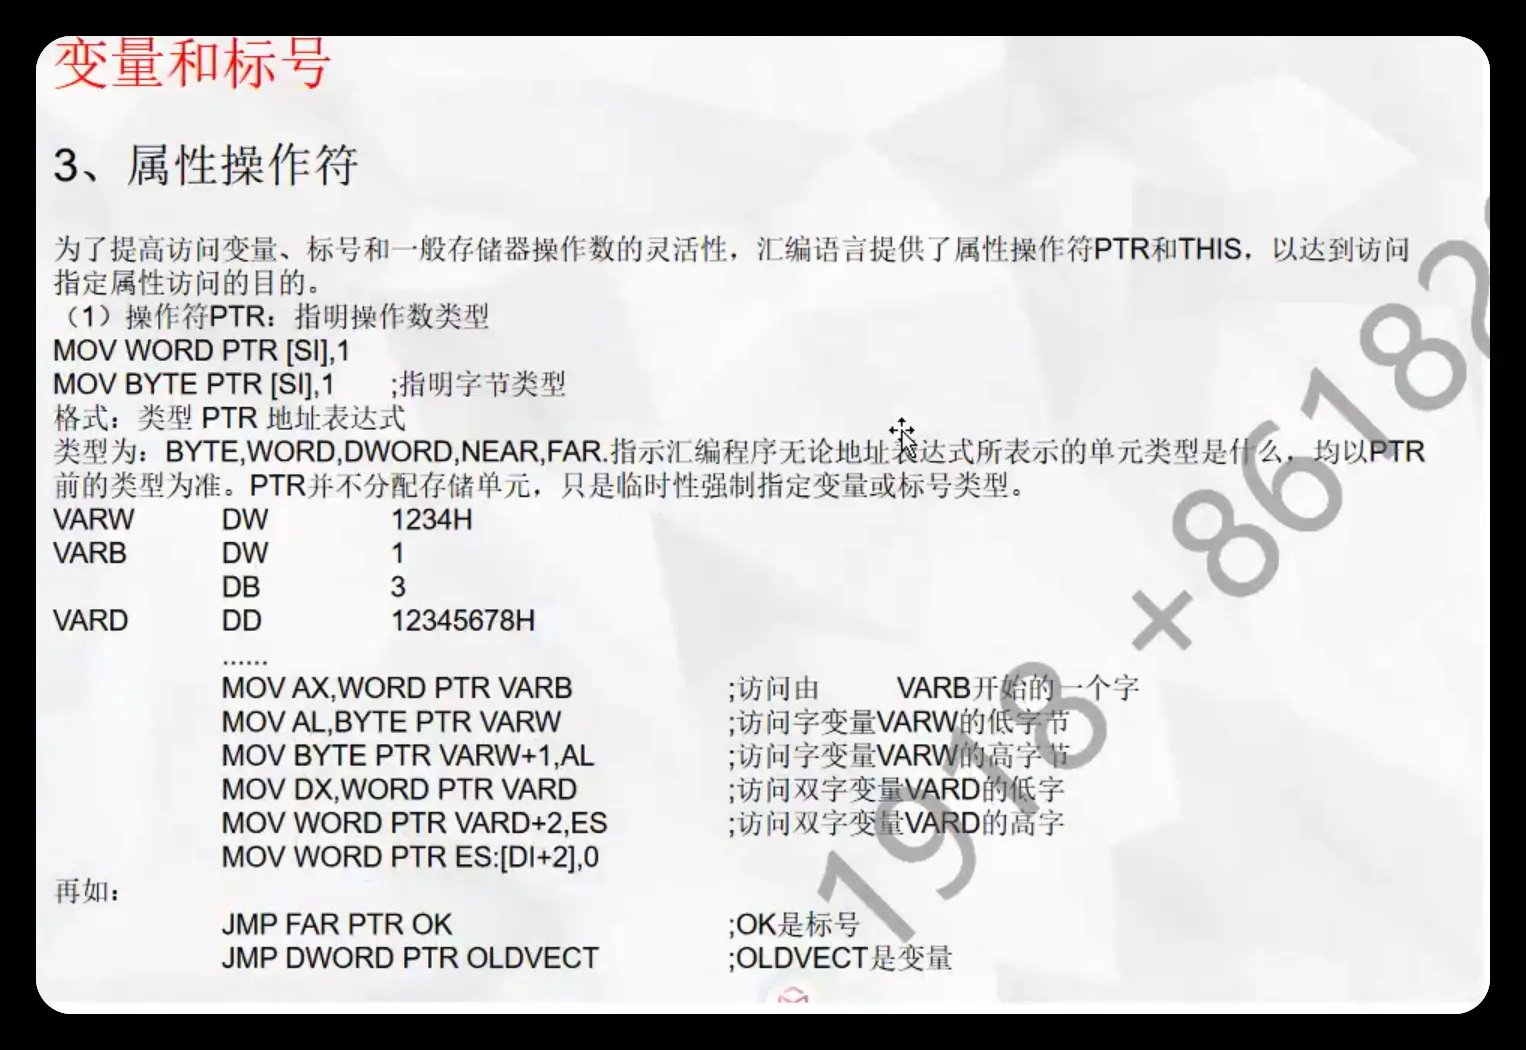 变量和标号
3、属性操作符
为了提高访问变量、标号和一般存储器操作数的灵活性，汇编语言提供了属性操作符PTR和THIS，以达到访问
指定属性访问的目的。
（1）操作符PTR：指明操作数类型
MOV WORD PTR [SI],1
MOV BYTE PTR [SI],1 ;指明字节类型
格式：类型 PTR 地址表达式
类型为：BYTE,WORD,DWORD,NEAR,FAR.指示汇编程序无论地址表达式所表示的单元类型是什么，均以PTR
前的类型为准。PTR并不分配存储单元，只是临时性强制指定变量或标号类型。
VARW DW 1234H
VARB DW 1
DB 3
VARD DD 12345678H
......
MOV AX,WORD PTR VARB ;访问由 VARB开始的一个字
MOV AL,BYTE PTR VARW ;访问字变量VARW的低字节
MOV BYTE PTR VARW+1,AL ;访问字变量VARW的高字节
MOV DX,WORD PTR VARD ;访问双字变量VARD的低字
MOV WORD PTR VARD+2,ES ;访问双字变量VARD的高字
MOV WORD PTR ES:[DI+2],0
再如：
JMP FAR PTR OK ;OK是标号
JMP DWORD PTR OLDVECT ;OLDVECT是变量
1918 +8618